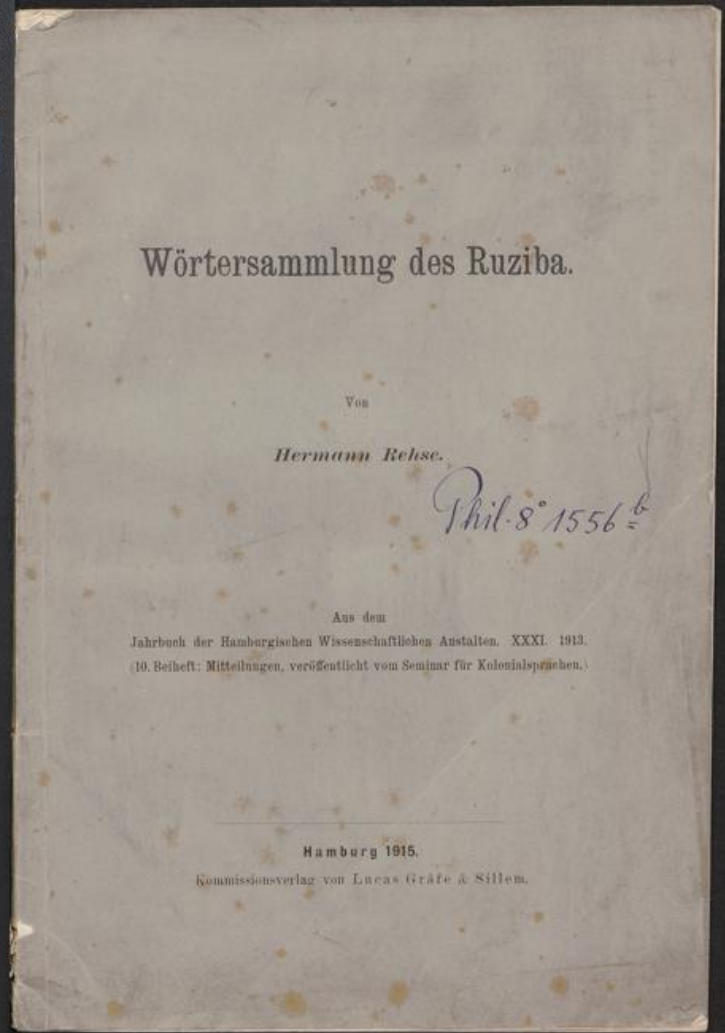 Wörtersammlung des Ruziba.
Von
Hermann Rehse.
Phil. 8° 1556 b
Aus dem
Jahrbuch der Hamburgischen Wissenschaftlichen Anstalten. XXXI. 1913.
(10. Beiheft: Mitteilungen, veröffentlicht vom Seminar für Kolonialsprachen.)
Hamburg 1915.
Kommissionsverlag von Lucas Gräfe & Sillem.